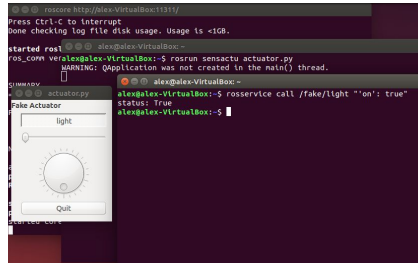 roscore http://alex-VirtualBox:11311/
Press Ctrl-C to interrupt
Done checking log file disk usage. Usage is <1GB.
started rosl
ros_comm ver
SUMMARY
started core
alex@alex-VirtualBox: ~
alex@alex-VirtualBox:~$ rosrun sensactu actuator.py
WARNING: QApplication was not created in the main() thread.
actuator.py
Fake Actuator
light
Quit
alex@alex-VirtualBox: ~
alex@alex-VirtualBox:~$ rosservice call /fake/light "'on': true"
status: True
alex@alex-VirtualBox:~$